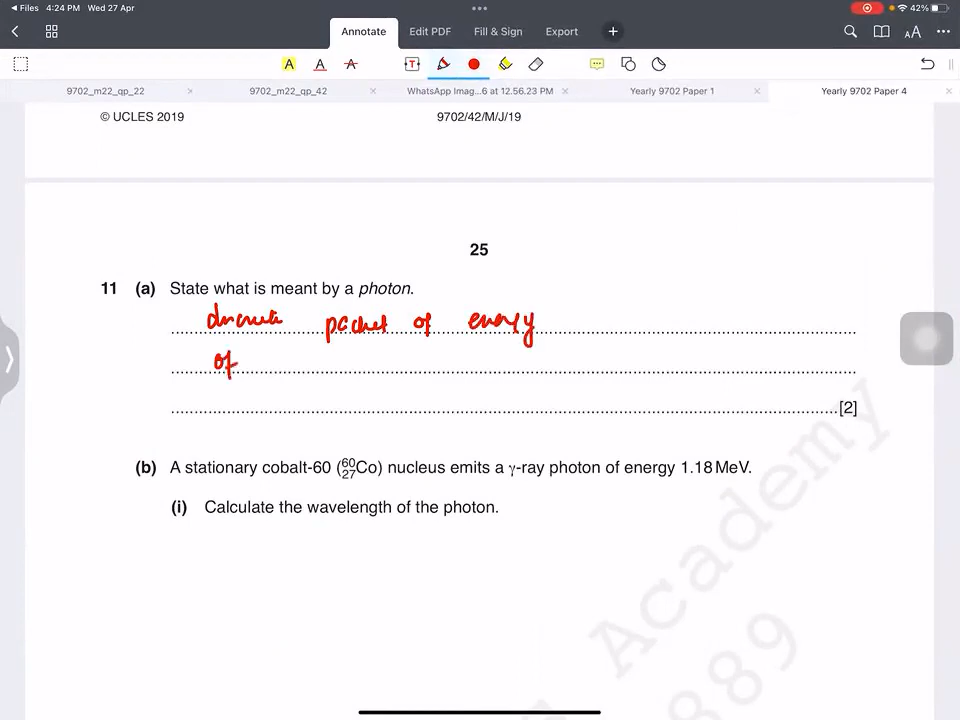 Files 4:24 PM Wed 27 Apr 42%
Annotate Edit PDF Fill & Sign Export
9702_m22_qp_22 9702_m22_qp_42 WhatsApp Imag...6 at 12.56.23 PM Yearly 9702 Paper 1 Yearly 9702 Paper 4
© UCLES 2019 9702/42/M/J/19
25
11 (a) State what is meant by a photon.
discrete packet of energy
of
[2]
(b) A stationary cobalt-60 (⁶⁰₂₇Co) nucleus emits a γ-ray photon of energy 1.18 MeV.
(i) Calculate the wavelength of the photon.
Academy
889